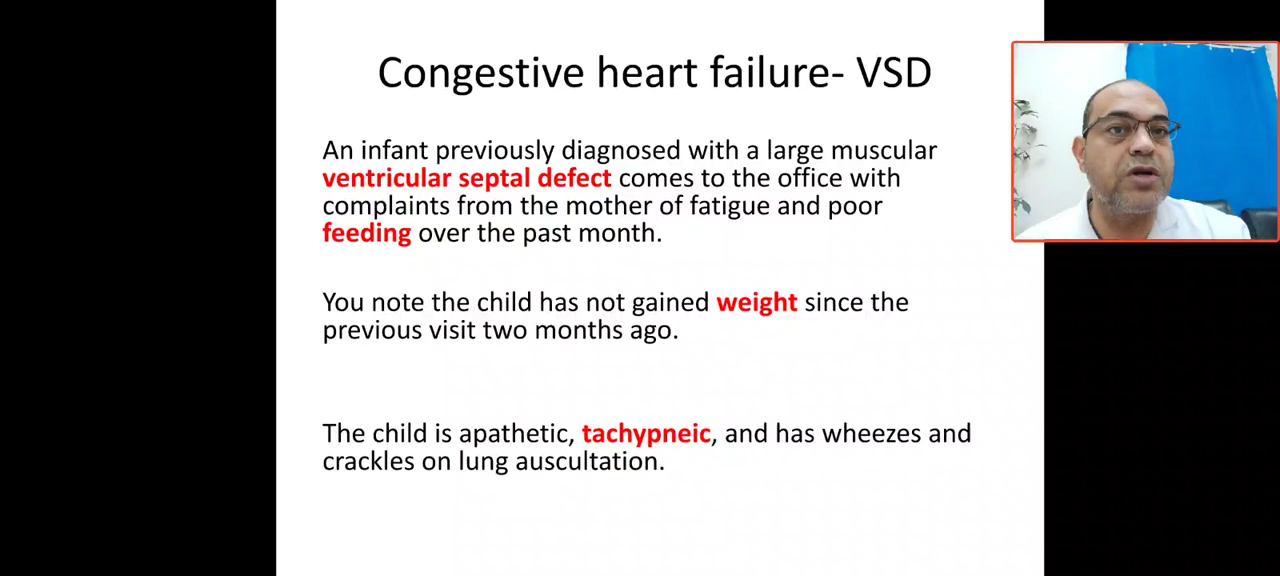 Congestive heart failure- VSD
An infant previously diagnosed with a large muscular
ventricular septal defect comes to the office with
complaints from the mother of fatigue and poor
feeding over the past month.
You note the child has not gained weight since the
previous visit two months ago.
The child is apathetic, tachypneic, and has wheezes and
crackles on lung auscultation.